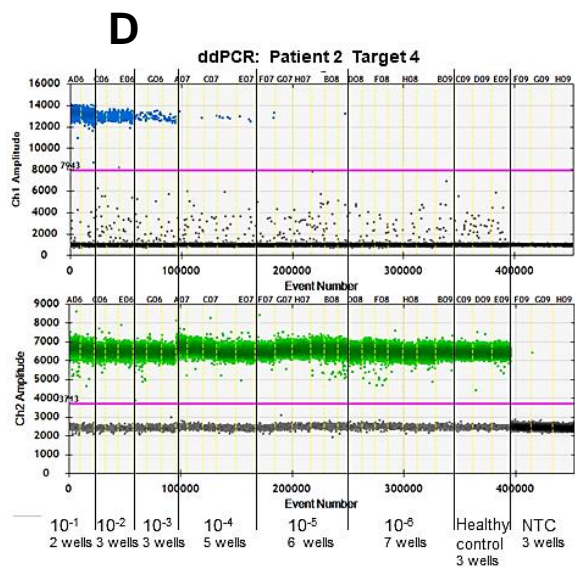 D
ddPCR: Patient 2 Target 4
A06 C06 E06 G06 A07 C07 E07 F07 G07 H07 B08 D08 F08 H08 B09 C09 D09 E09 F09 G09 H09
Ch1 Amplitude
16000
14000
12000
10000
7943
8000
6000
4000
2000
0
0 100000 200000 300000 400000
Event Number
A06 C06 E06 G06 A07 C07 E07 F07 G07 H07 B08 D08 F08 H08 B09 C09 D09 E09 F09 G09 H09
Ch2 Amplitude
9000
8000
7000
6000
5000
4000
3713
3000
2000
1000
0
0 100000 200000 300000 400000
Event Number
10-1 10-2 10-3 10-4 10-5 10-6 Healthy control NTC
2 wells 3 wells 3 wells 5 wells 6 wells 7 wells 3 wells 3 wells